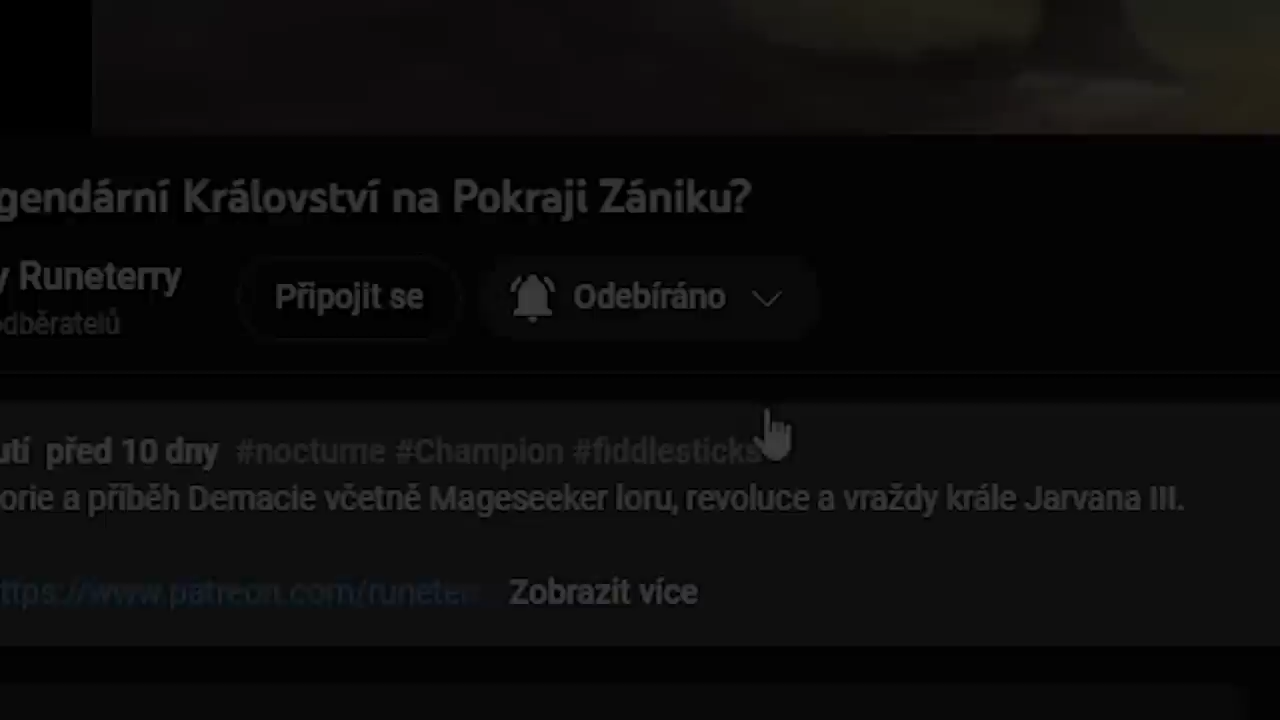 gendární Království na Pokraji Zániku?
y Runeterry
odběratelů
Připojit se
Odebíráno
utí před 10 dny #nocturne #Champion #fiddlesticks
orie a příběh Demacie včetně Mageseeker loru, revoluce a vraždy krále Jarvana III.
ttps://www.patreon.com/runeter... Zobrazit více